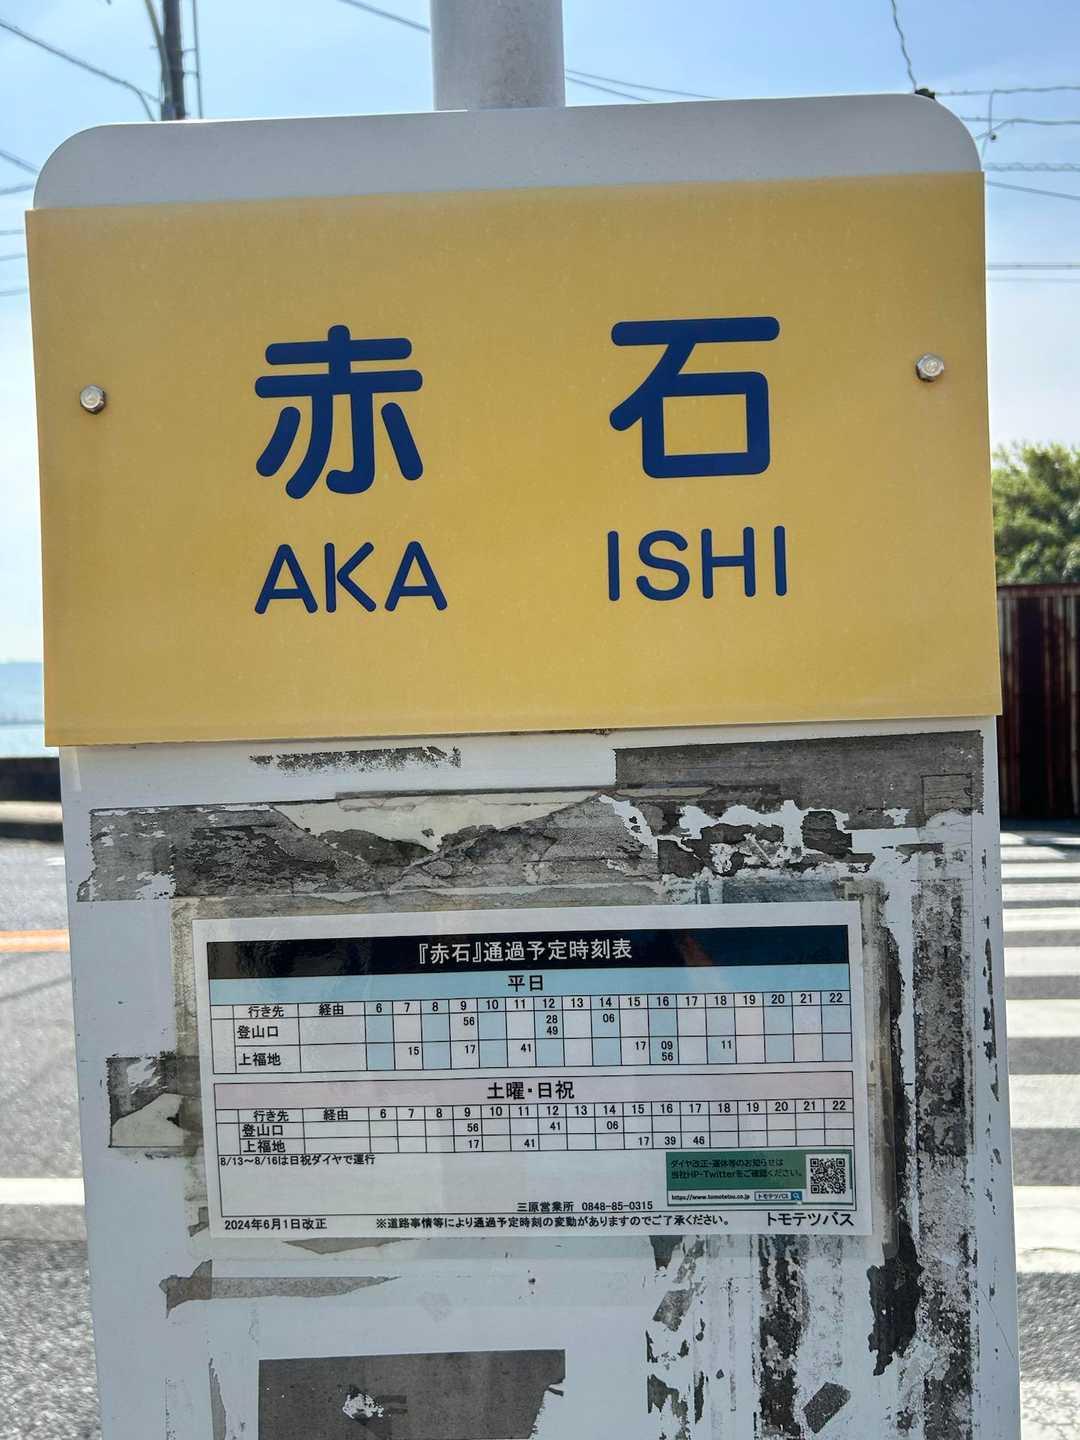 赤石
AKA ISHI
『赤石』通過予定時刻表
平日
行き先 経由 6 7 8 9 10 11 12 13 14 15 16 17 18 19 20 21 22
登山口 56 28 06
49
上福地 15 17 41 17 09 11
56
土曜・日祝
行き先 経由 6 7 8 9 10 11 12 13 14 15 16 17 18 19 20 21 22
登山口 56 41 06
上福地 17 41 17 39 46
8/13～8/16は日祝ダイヤで運行
ダイヤ改正・運休等のお知らせは
当社HP・Twitterをご確認ください。
https://www.tomotetsu.co.jp トモテツバス
三原営業所 0848-85-0315
2024年6月1日改正 ※道路事情等により通過予定時刻の変動がありますのでご了承ください。 トモテツバス